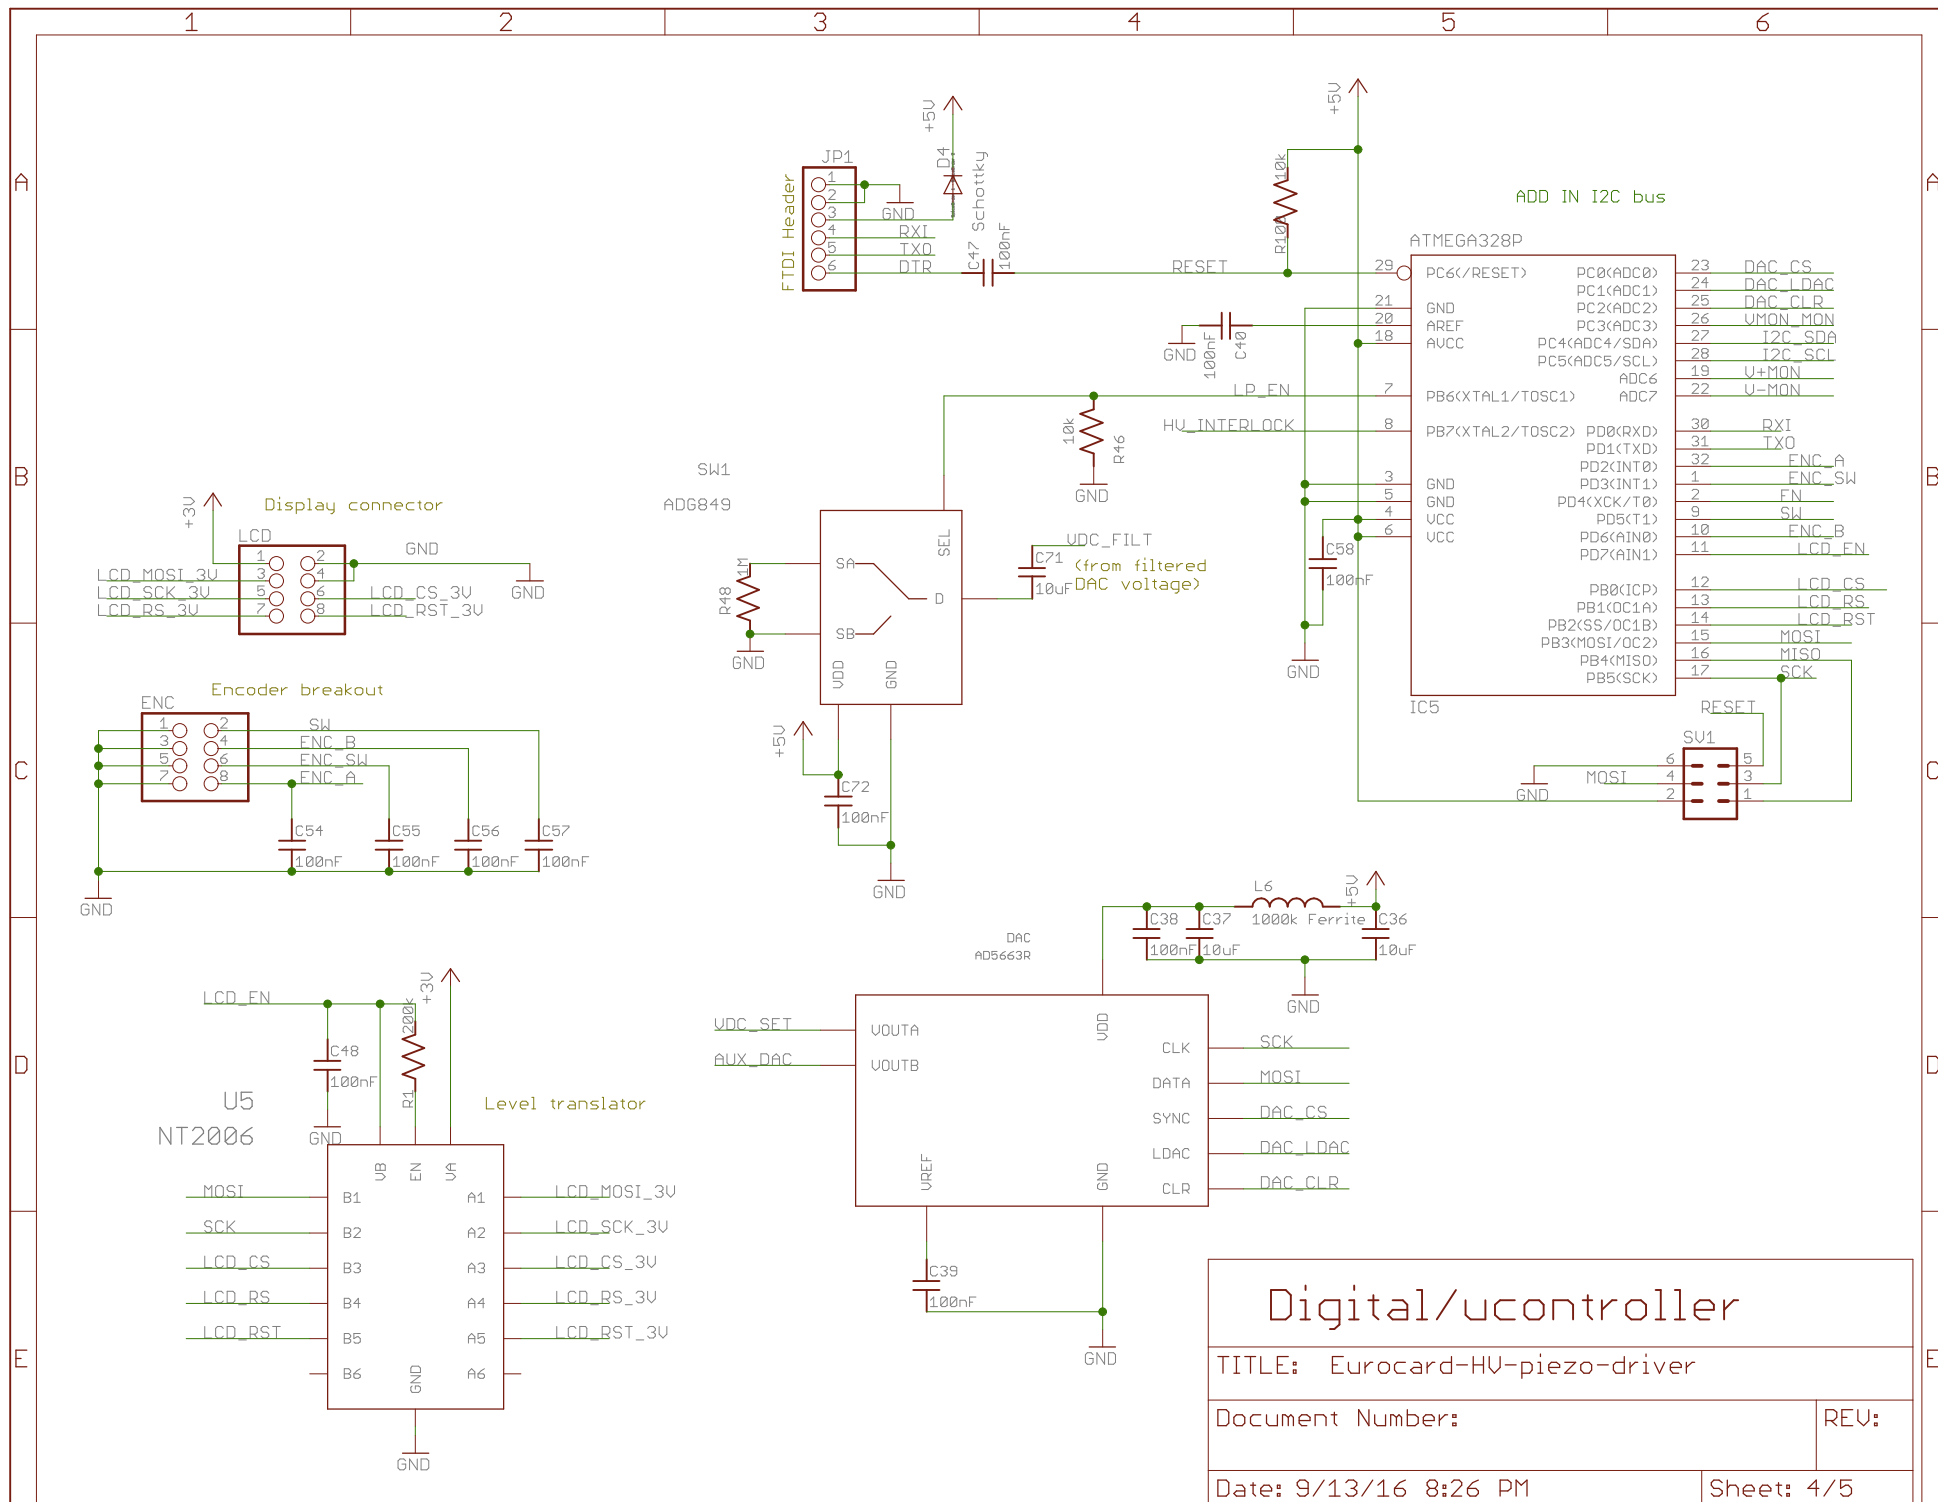 1 2 3 4 5 6
A
B
C
D
E
A
B
C
D
E
+5V
D4
Schottky
JP1
FTDI Header
1
2
3
4
5
6
GND
RXI
TXO
DTR
C47
100nF
RESET
+5V
10k
ADD IN I2C bus
ATMEGA328P
29 PC6(/RESET)
21 GND
20 AREF
18 AVCC
7 PB6(XTAL1/TOSC1)
8 PB7(XTAL2/TOSC2)
3 GND
5 GND
4 VCC
6 VCC
PC0(ADC0) 23 DAC_CS
PC1(ADC1) 24 DAC_LDAC
PC2(ADC2) 25 DAC_CLR
PC3(ADC3) 26 VMON_MON
PC4(ADC4/SDA) 27 I2C_SDA
PC5(ADC5/SCL) 28 I2C_SCL
ADC6 19 V+MON
ADC7 22 V-MON
PD0(RXD) 30 RXI
PD1(TXD) 31 TXO
PD2(INT0) 32 ENC_A
PD3(INT1) 1 ENC_SW
PD4(XCK/T0) 2 EN
PD5(T1) 9 SW
PD6(AIN0) 10 ENC_B
PD7(AIN1) 11 LCD_EN
PB0(ICP) 12 LCD_CS
PB1(OC1A) 13 LCD_RS
PB2(SS/OC1B) 14 LCD_RST
PB3(MOSI/OC2) 15 MOSI
PB4(MISO) 16 MISO
PB5(SCK) 17 SCK
IC5
GND
100nF
C40
LP_EN
HV_INTERLOCK
10k
R46
GND
C58
100nF
GND
RESET
SV1
6 5
4 3
2 1
MOSI
GND
SW1
ADG849
SEL
SA
SB
D
VDD
GND
R48
1M
GND
VDC_FILT
C71
10uF
(from filtered
DAC voltage)
+5V
C72
100nF
GND
+3V
Display connector
LCD
GND
1 2
3 4
5 6
7 8
LCD_MOSI_3V
LCD_SCK_3V
LCD_RS_3V
LCD_CS_3V
LCD_RST_3V
GND
Encoder breakout
ENC
1 2 SW
3 4 ENC_B
5 6 ENC_SW
7 8 ENC_A
C54
100nF
C55
100nF
C56
100nF
C57
100nF
GND
LCD_EN
200k
R1
+3V
C48
100nF
GND
U5
NT2006
Level translator
VB
EN
VA
MOSI B1 A1 LCD_MOSI_3V
SCK B2 A2 LCD_SCK_3V
LCD_CS B3 A3 LCD_CS_3V
LCD_RS B4 A4 LCD_RS_3V
LCD_RST B5 A5 LCD_RST_3V
B6 A6
GND
GND
DAC
AD5663R
C38
100nF
C37
10uF
L6
1000k Ferrite
+5V
C36
10uF
GND
VDC_SET VOUTA
AUX_DAC VOUTB
VDD
CLK SCK
DATA MOSI
SYNC DAC_CS
LDAC DAC_LDAC
CLR DAC_CLR
VREF
GND
C39
100nF
GND
Digital/ucontroller
TITLE: Eurocard-HV-piezo-driver
Document Number:
REV:
Date: 9/13/16 8:26 PM
Sheet: 4/5